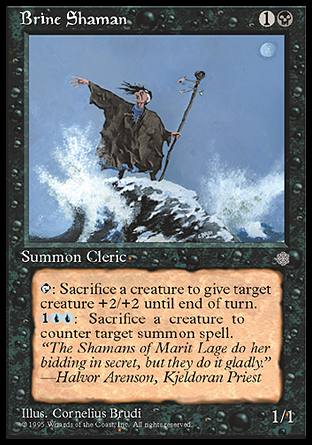 Brine Shaman 1
Summon Cleric
: Sacrifice a creature to give target
creature +2/+2 until end of turn.
1 : Sacrifice a creature to
counter target summon spell.
“The Shamans of Marit Lage do her
bidding in secret, but they do it gladly.”
—Halvor Arenson, Kjeldoran Priest
Illus. Cornelius Brudi
© 1995 Wizards of the Coast, Inc. All rights reserved.
1/1